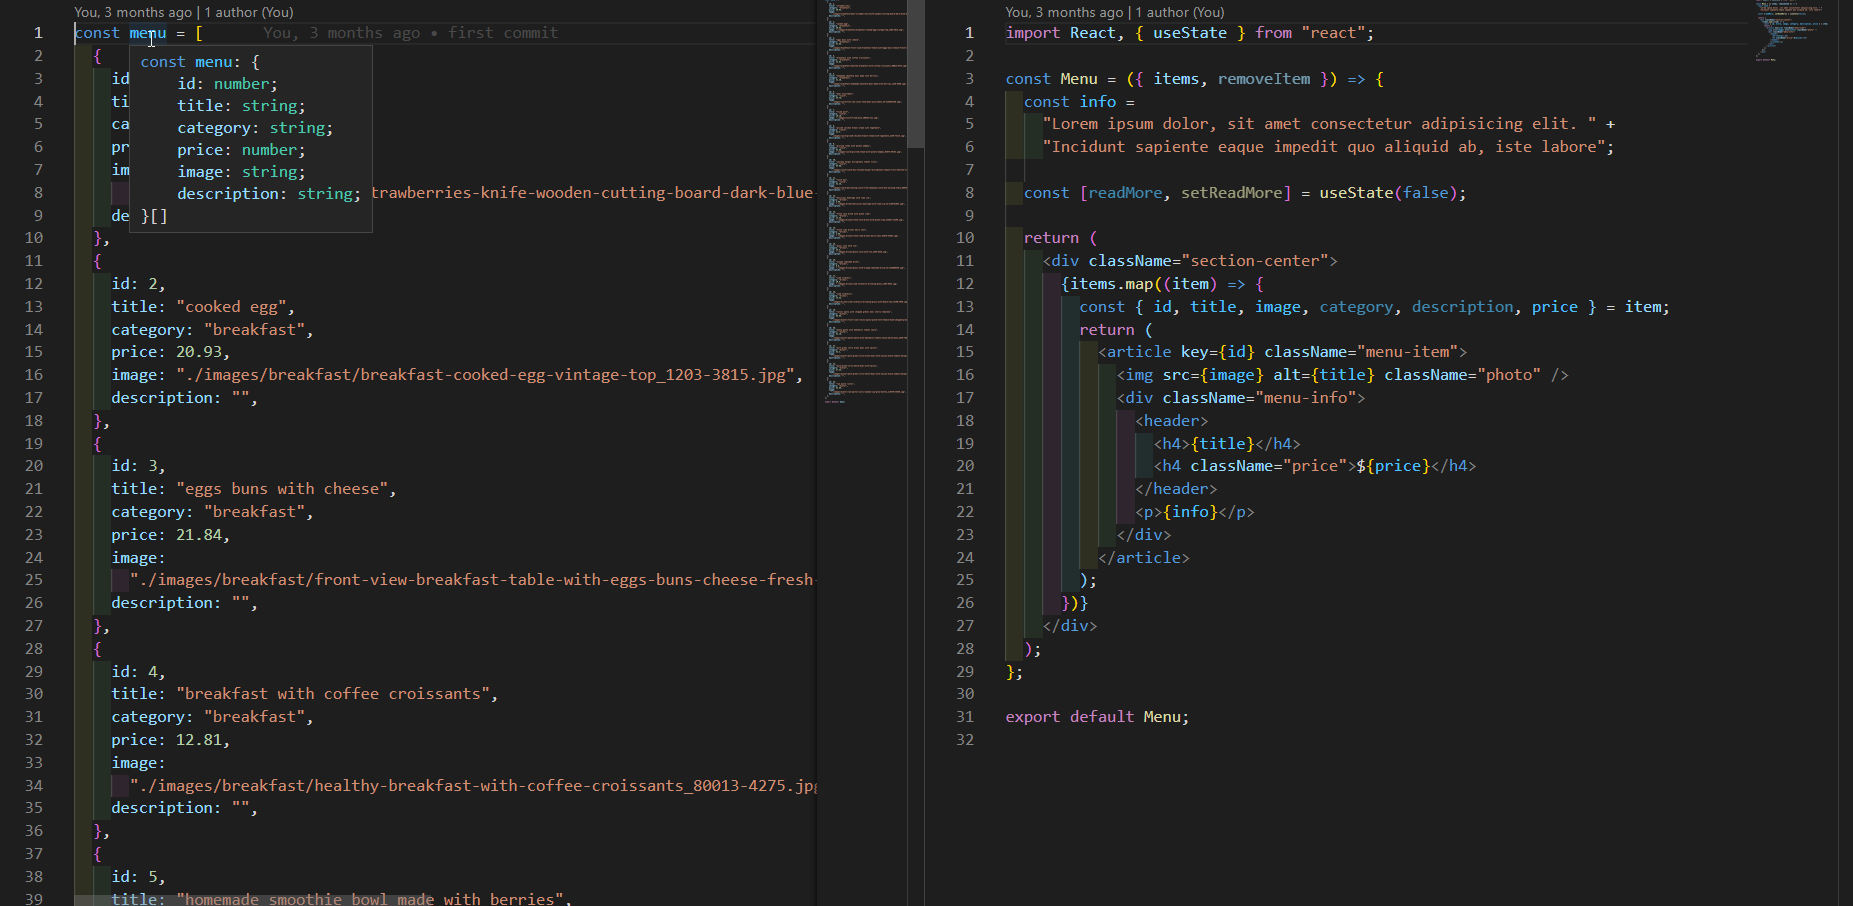 You, 3 months ago | 1 author (You)
1 const menu = [ You, 3 months ago • first commit
2 {
const menu: {
3 id
id: number;
4 ti
title: string;
5 ca
category: string;
6 pr
price: number;
7 im
image: string;
8 trawberries-knife-wooden-cutting-board-dark-blue-
description: string;
9 de
}[]
10 },
11 {
12 id: 2,
13 title: "cooked egg",
14 category: "breakfast",
15 price: 20.93,
16 image: "./images/breakfast/breakfast-cooked-egg-vintage-top_1203-3815.jpg",
17 description: "",
18 },
19 {
20 id: 3,
21 title: "eggs buns with cheese",
22 category: "breakfast",
23 price: 21.84,
24 image:
25 "./images/breakfast/front-view-breakfast-table-with-eggs-buns-cheese-fresh-
26 description: "",
27 },
28 {
29 id: 4,
30 title: "breakfast with coffee croissants",
31 category: "breakfast",
32 price: 12.81,
33 image:
34 "./images/breakfast/healthy-breakfast-with-coffee-croissants_80013-4275.jpg
35 description: "",
36 },
37 {
38 id: 5,
39 title: "homemade smoothie bowl made with berries",
You, 3 months ago | 1 author (You)
1 import React, { useState } from "react";
2
3 const Menu = ({ items, removeItem }) => {
4 const info =
5 "Lorem ipsum dolor, sit amet consectetur adipisicing elit. " +
6 "Incidunt sapiente eaque impedit quo aliquid ab, iste labore";
7
8 const [readMore, setReadMore] = useState(false);
9
10 return (
11 <div className="section-center">
12 {items.map((item) => {
13 const { id, title, image, category, description, price } = item;
14 return (
15 <article key={id} className="menu-item">
16 <img src={image} alt={title} className="photo" />
17 <div className="menu-info">
18 <header>
19 <h4>{title}</h4>
20 <h4 className="price">${price}</h4>
21 </header>
22 <p>{info}</p>
23 </div>
24 </article>
25 );
26 })}
27 </div>
28 );
29 };
30
31 export default Menu;
32